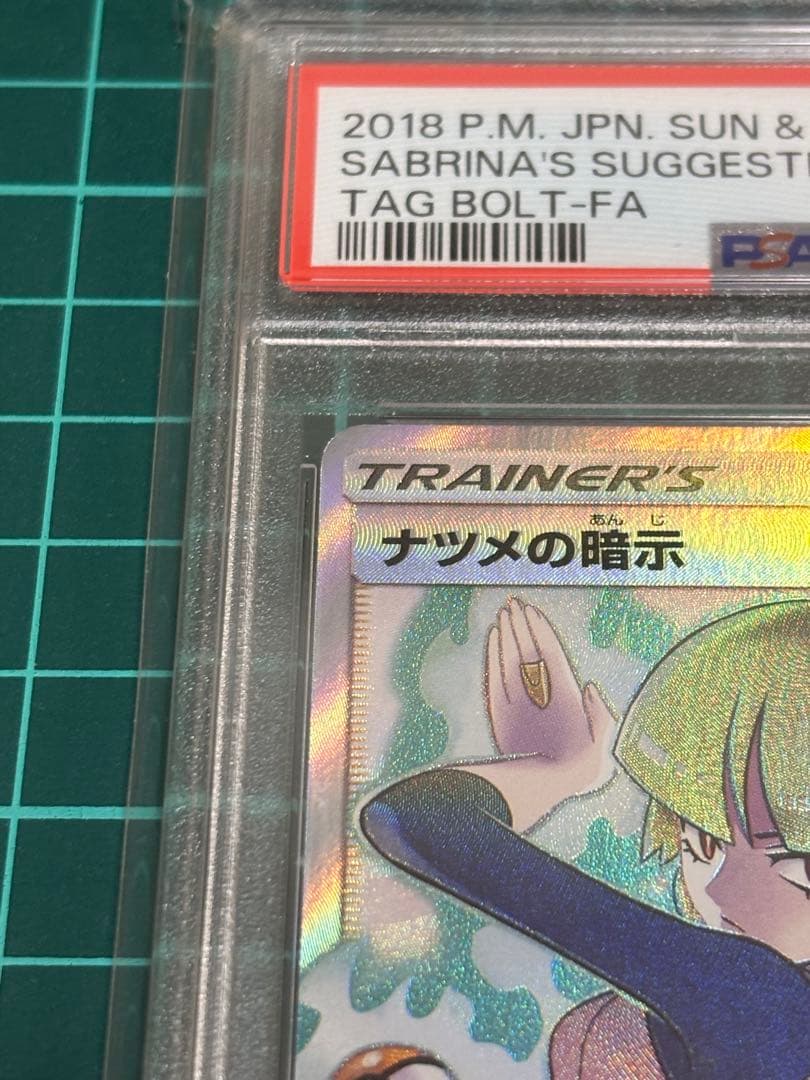 2018 P.M. JPN. SUN &
SABRINA'S SUGGESTI
TAG BOLT-FA
PSA
TRAINER'S
あん じ
ナツメの暗示